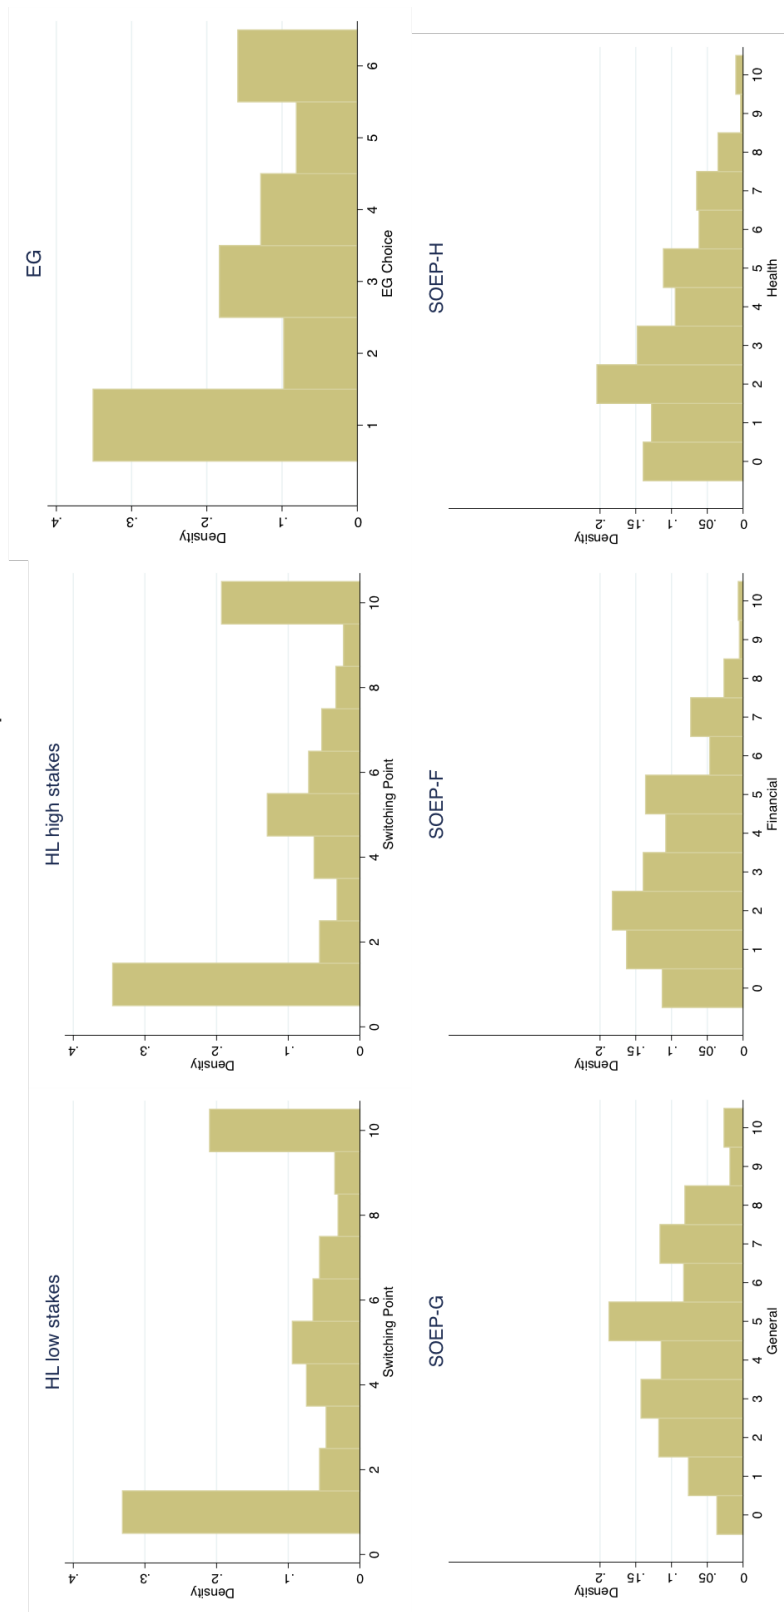 HL low stakes
Density
0 .1 .2 .3 .4
0 2 4 6 8 10
Switching Point
HL high stakes
Density
0 .1 .2 .3 .4
0 2 4 6 8 10
Switching Point
EG
Density
0 .1 .2 .3 .4
1 2 3 4 5 6
EG Choice
SOEP-G
Density
0 .05 .1 .15 .2
0 1 2 3 4 5 6 7 8 9 10
General
SOEP-F
Density
0 .05 .1 .15 .2
0 1 2 3 4 5 6 7 8 9 10
Financial
SOEP-H
Density
0 .05 .1 .15 .2
0 1 2 3 4 5 6 7 8 9 10
Health